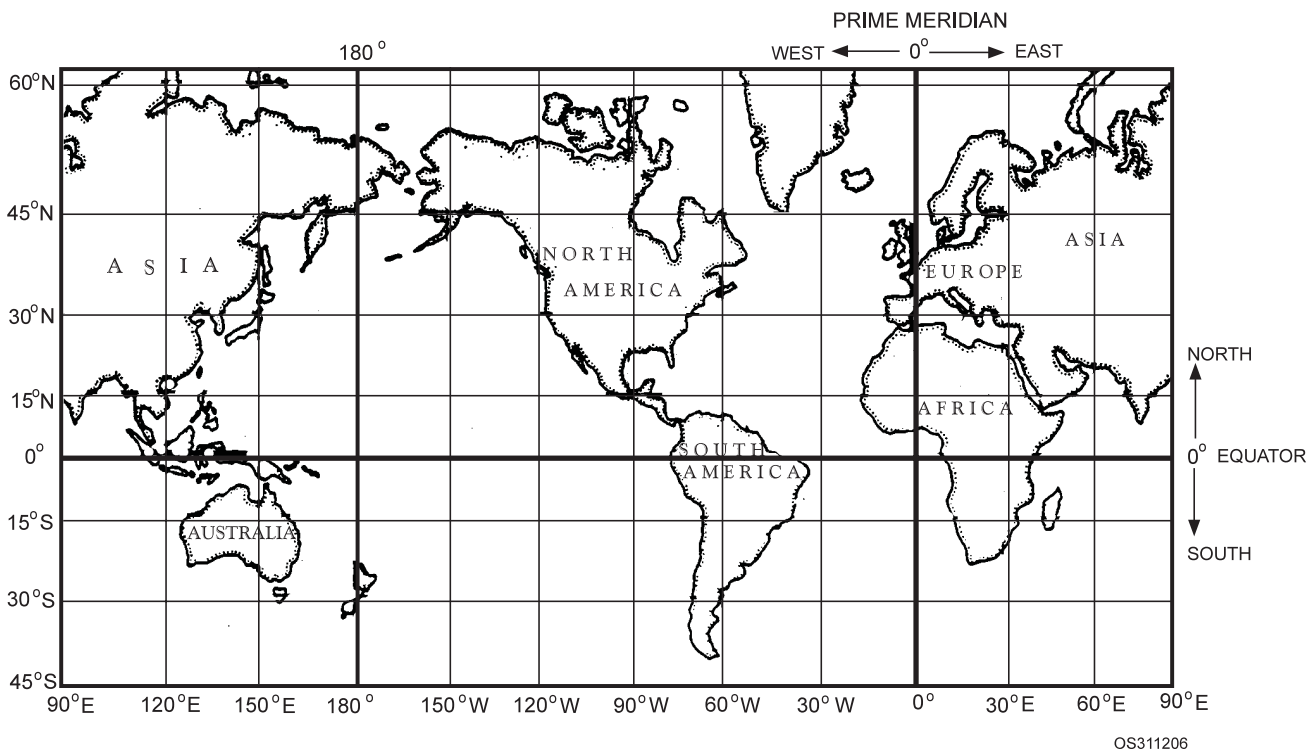 PRIME MERIDIAN
180°
WEST 0° EAST
60°N
45°N
NORTH
AMERICA
ASIA
ASIA
EUROPE
30°N
NORTH
15°N
AFRICA
SOUTH
AMERICA
0°
0° EQUATOR
15°S
AUSTRALIA
SOUTH
30°S
45°S
90°E 120°E 150°E 180° 150°W 120°W 90°W 60°W 30°W 0° 30°E 60°E 90°E
OS311206